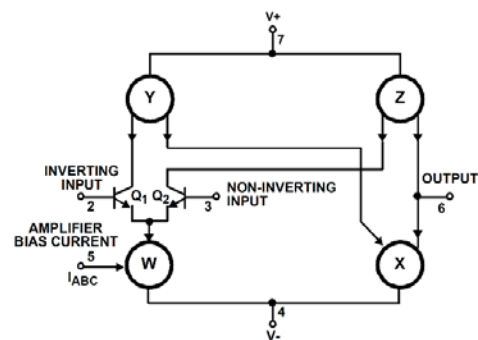 V+
7
Y
Z
INVERTING
INPUT
2
Q1
Q2
3
NON-INVERTING
INPUT
OUTPUT
6
AMPLIFIER
BIAS CURRENT
5
IABC
W
X
4
V-